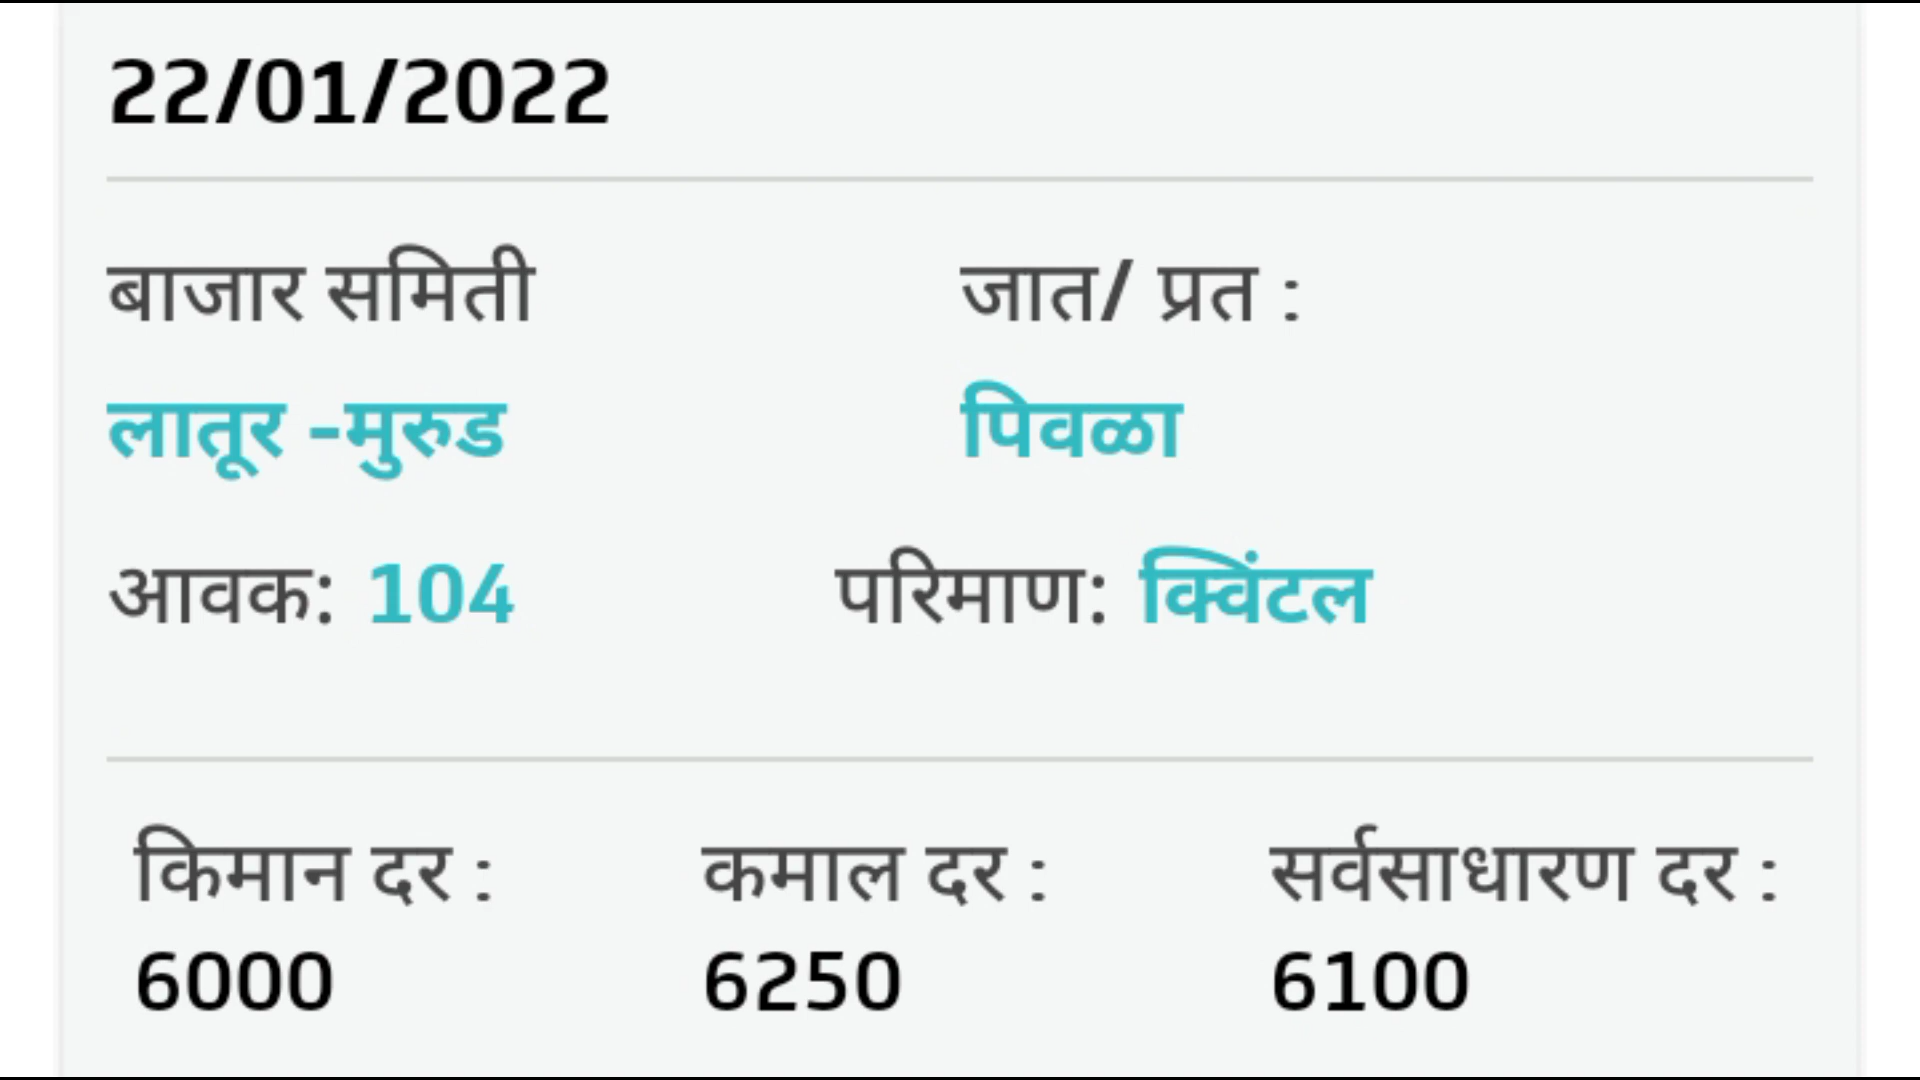 22/01/2022
बाजार समिती जात/ प्रत :
लातूर -मुरुड पिवळा
आवक: 104 परिमाण: क्विंटल
किमान दर : कमाल दर : सर्वसाधारण दर :
6000 6250 6100